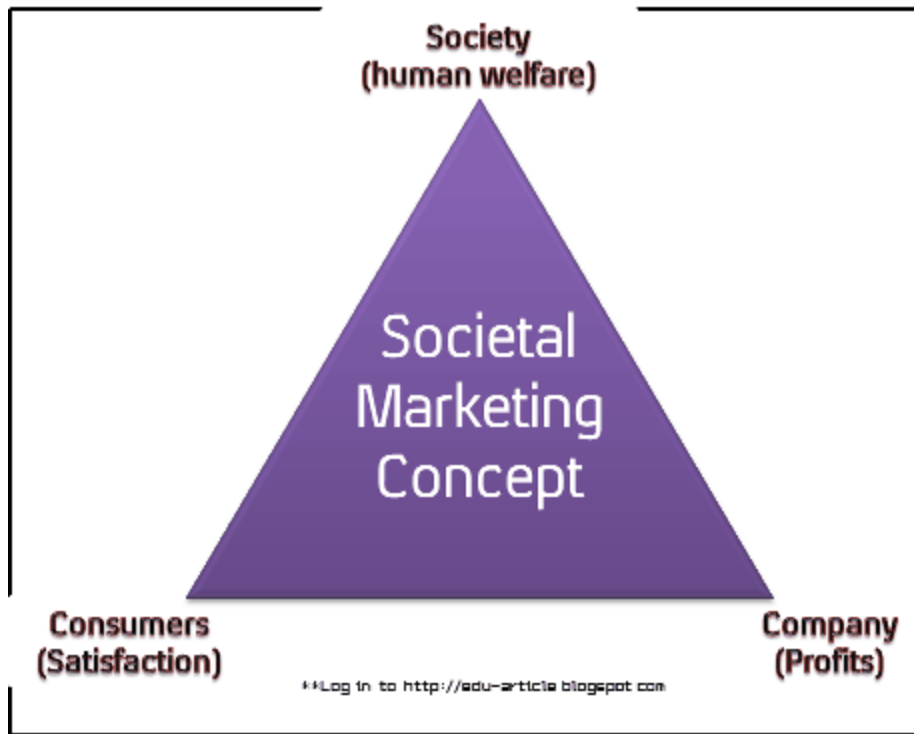 Society
(human welfare)
Societal
Marketing
Concept
Consumers
(Satisfaction)
Company
(Profits)
**Log in to http://edu-article.blogspot.com